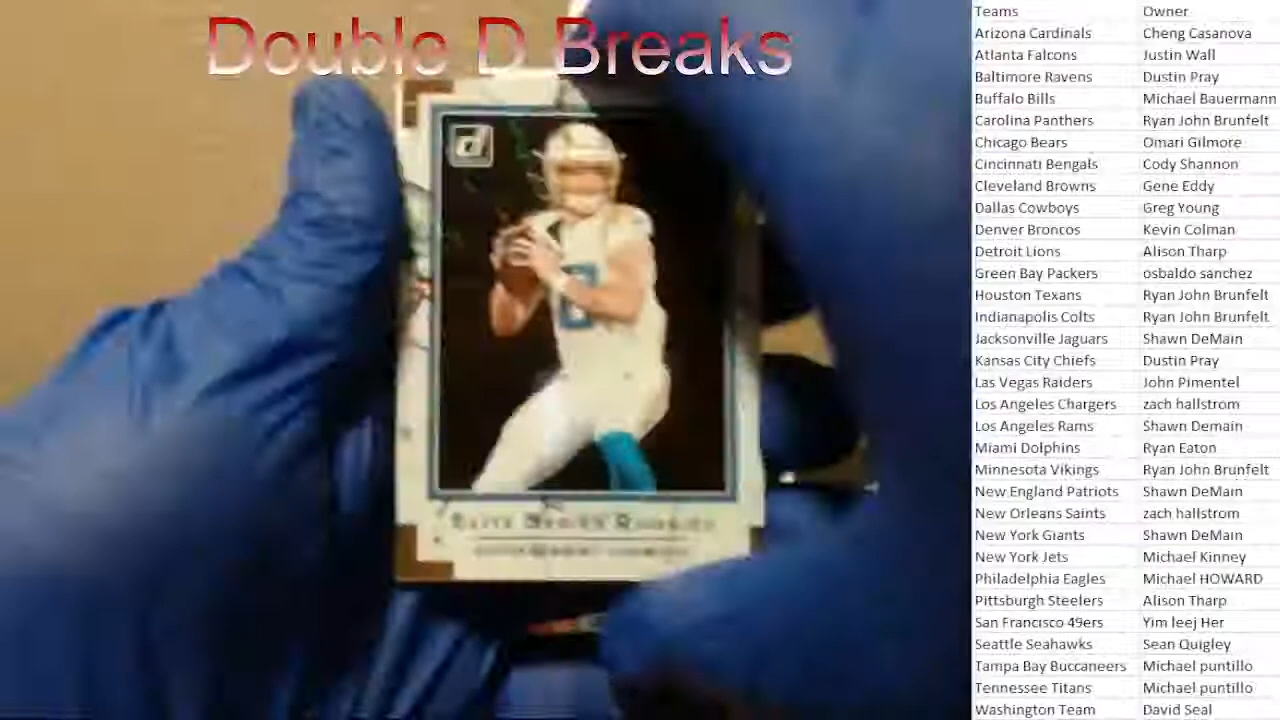 Double D Breaks
Teams Owner
Arizona Cardinals Cheng Casanova
Atlanta Falcons Justin Wall
Baltimore Ravens Dustin Pray
Buffalo Bills Michael Bauermann
Carolina Panthers Ryan John Brunfelt
Chicago Bears Omari Gilmore
Cincinnati Bengals Cody Shannon
Cleveland Browns Gene Eddy
Dallas Cowboys Greg Young
Denver Broncos Kevin Colman
Detroit Lions Alison Tharp
Green Bay Packers osbaldo sanchez
Houston Texans Ryan John Brunfelt
Indianapolis Colts Ryan John Brunfelt
Jacksonville Jaguars Shawn DeMain
Kansas City Chiefs Dustin Pray
Las Vegas Raiders John Pimentel
Los Angeles Chargers zach hallstrom
Los Angeles Rams Shawn Demain
Miami Dolphins Ryan Eaton
Minnesota Vikings Ryan John Brunfelt
New England Patriots Shawn DeMain
New Orleans Saints zach hallstrom
New York Giants Shawn DeMain
New York Jets Michael Kinney
Philadelphia Eagles Michael HOWARD
Pittsburgh Steelers Alison Tharp
San Francisco 49ers Yim leej Her
Seattle Seahawks Sean Quigley
Tampa Bay Buccaneers Michael puntillo
Tennessee Titans Michael puntillo
Washington Team David Seal
d
Elite Series Rookies